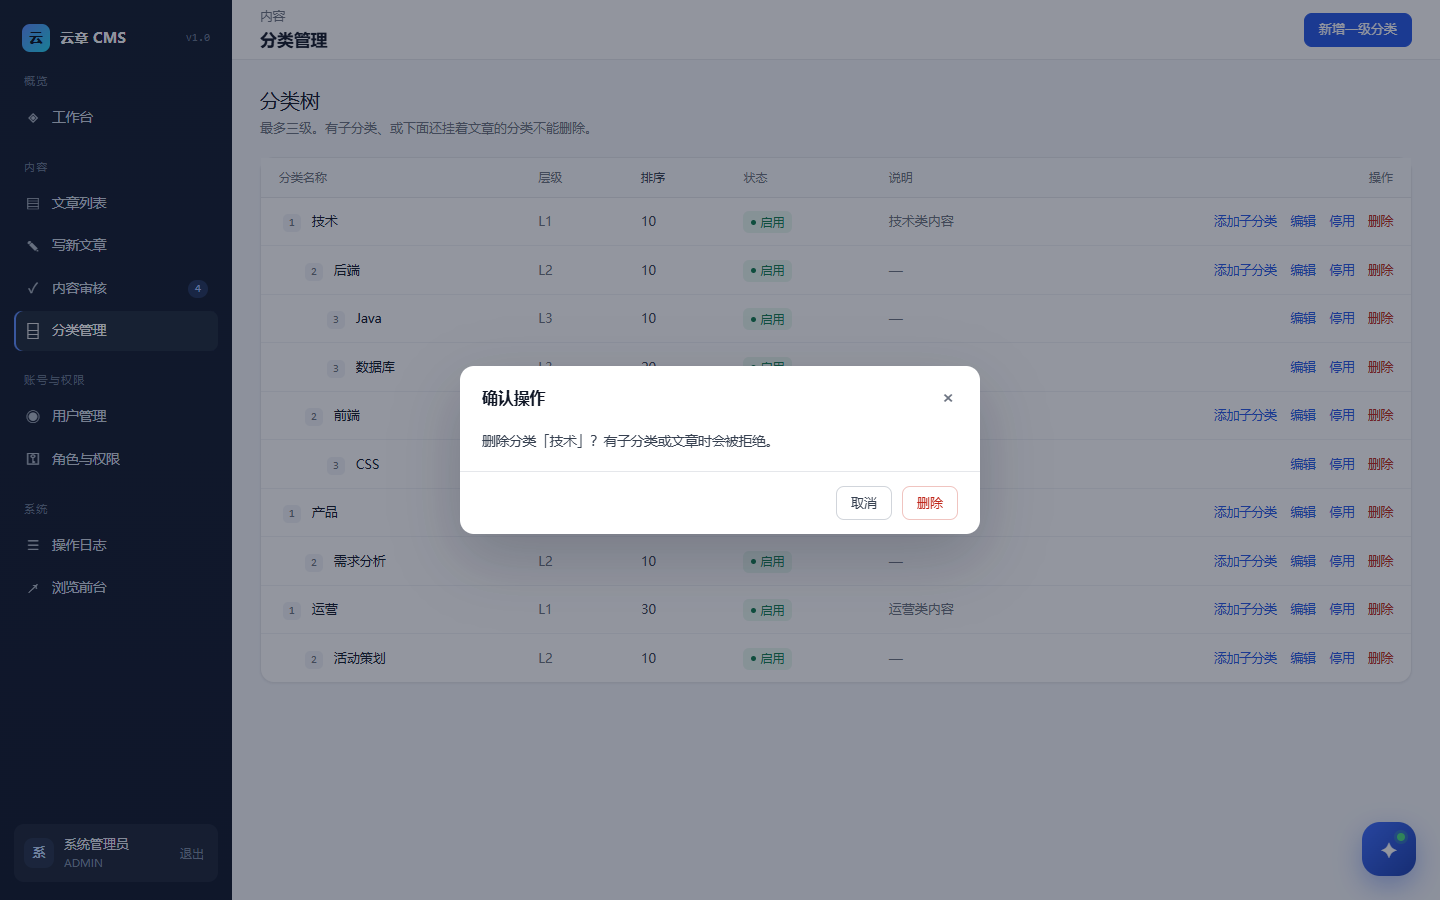 云 云章 CMS v1.0
概览
工作台
内容
文章列表
写新文章
内容审核 4
分类管理
账号与权限
用户管理
角色与权限
系统
操作日志
浏览前台
系 系统管理员 退出
ADMIN
内容
分类管理
新增一级分类
分类树
最多三级。有子分类、或下面还挂着文章的分类不能删除。
分类名称 层级 排序 状态 说明 操作
1 技术 L1 10 启用 技术类内容 添加子分类 编辑 停用 删除
2 后端 L2 10 启用 — 添加子分类 编辑 停用 删除
3 Java L3 10 启用 — 编辑 停用 删除
3 数据库 编辑 停用 删除
2 前端 添加子分类 编辑 停用 删除
3 CSS 编辑 停用 删除
1 产品 添加子分类 编辑 停用 删除
2 需求分析 L2 10 启用 — 添加子分类 编辑 停用 删除
1 运营 L1 30 启用 运营类内容 添加子分类 编辑 停用 删除
2 活动策划 L2 10 启用 — 添加子分类 编辑 停用 删除
确认操作 ×
删除分类「技术」？有子分类或文章时会被拒绝。
取消 删除